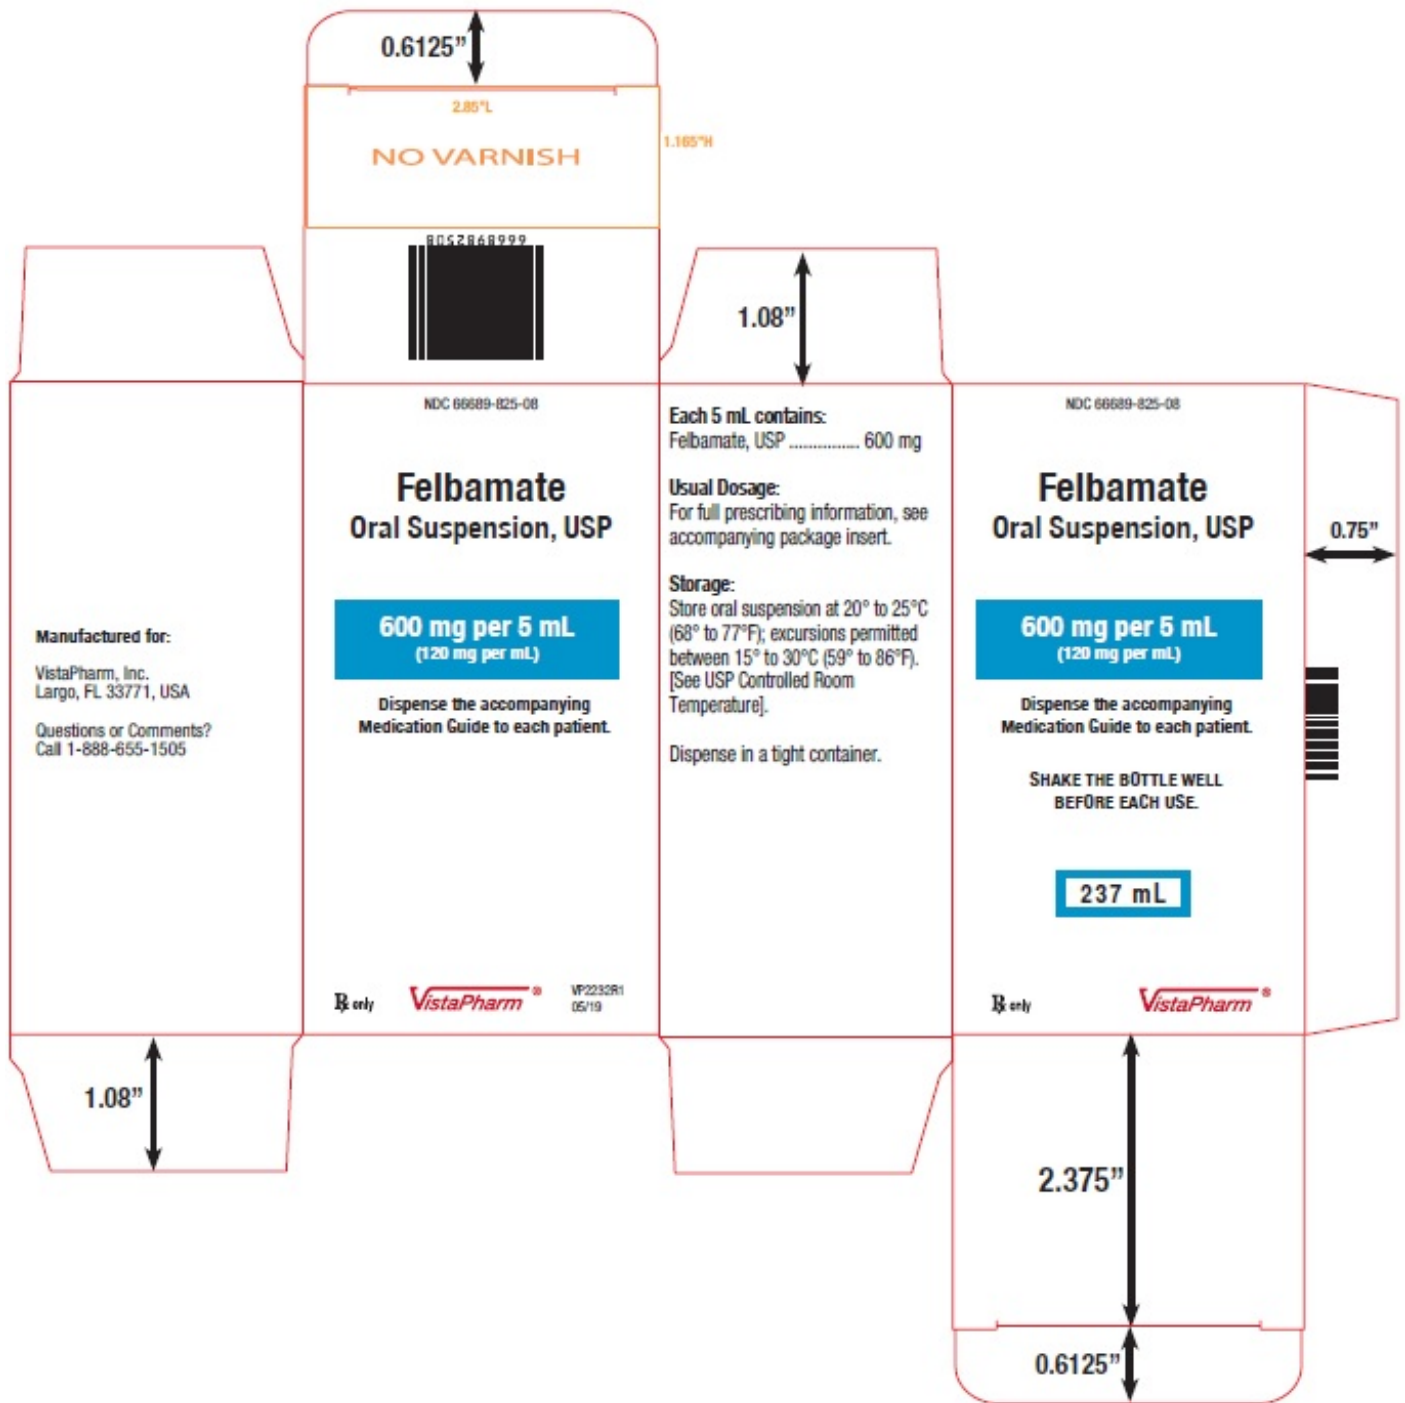 0.6125”
2.85"L
NO VARNISH
1.165"H
6668982508
1.08”
Manufactured for:
VistaPharm, Inc.
Largo, FL 33771, USA
Questions or Comments?
Call 1-888-655-1505
1.08”
NDC 66689-825-08
Felbamate
Oral Suspension, USP
600 mg per 5 mL
(120 mg per mL)
Dispense the accompanying
Medication Guide to each patient.
℞ only
VistaPharm®
VP2232R1
05/19
Each 5 mL contains:
Felbamate, USP ................ 600 mg
Usual Dosage:
For full prescribing information, see
accompanying package insert.
Storage:
Store oral suspension at 20° to 25°C
(68° to 77°F); excursions permitted
between 15° to 30°C (59° to 86°F).
[See USP Controlled Room
Temperature].
Dispense in a tight container.
NDC 66689-825-08
Felbamate
Oral Suspension, USP
600 mg per 5 mL
(120 mg per mL)
Dispense the accompanying
Medication Guide to each patient.
SHAKE THE BOTTLE WELL
BEFORE EACH USE.
237 mL
℞ only
VistaPharm®
0.75”
2.375”
0.6125”